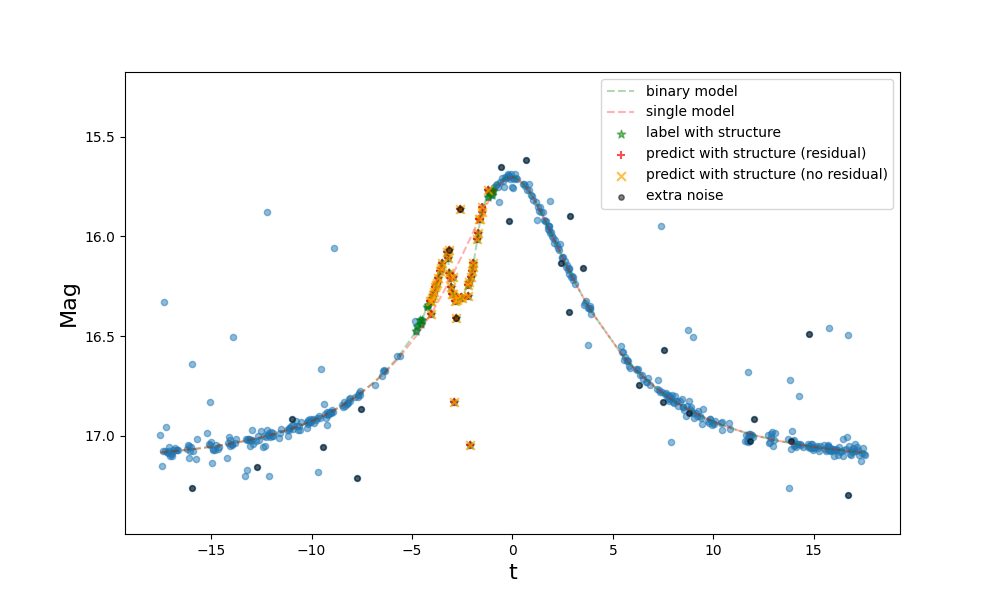 binary model
single model
label with structure
predict with structure (residual)
predict with structure (no residual)
extra noise
15.5
16.0
16.5
17.0
Mag
−15
−10
−5
0
5
10
15
t